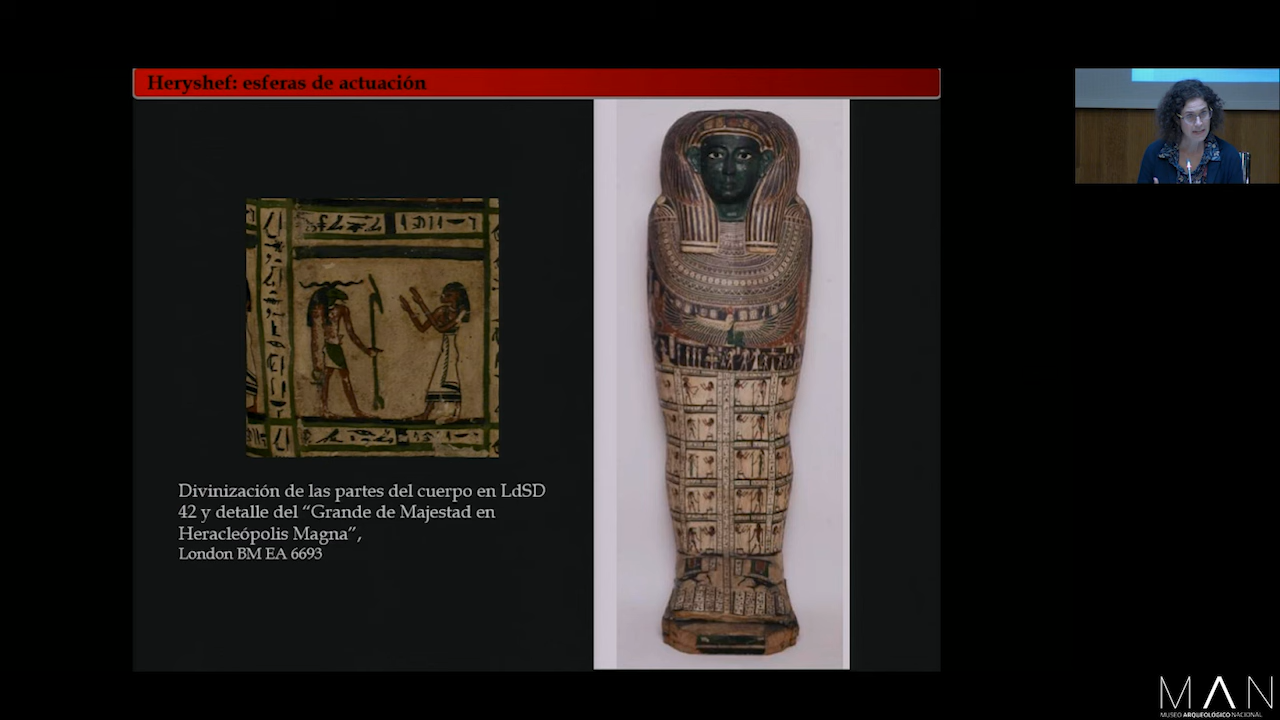 Heryshef: esferas de actuación
Divinización de las partes del cuerpo en LdSD
42 y detalle del “Grande de Majestad en
Heracleópolis Magna”,
London BM EA 6693
MAN
MUSEO ARQUEOLÓGICO NACIONAL